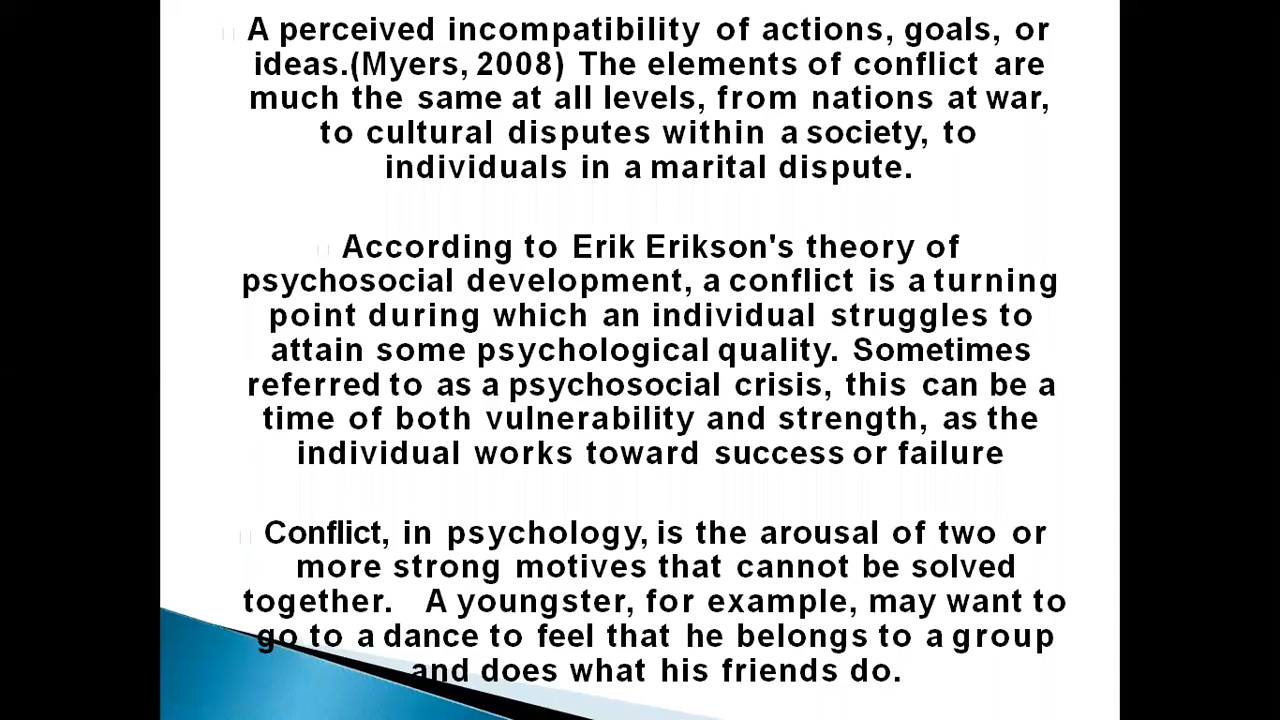 A perceived incompatibility of actions, goals, or
ideas.(Myers, 2008) The elements of conflict are
much the same at all levels, from nations at war,
to cultural disputes within a society, to
individuals in a marital dispute.
According to Erik Erikson's theory of
psychosocial development, a conflict is a turning
point during which an individual struggles to
attain some psychological quality. Sometimes
referred to as a psychosocial crisis, this can be a
time of both vulnerability and strength, as the
individual works toward success or failure
Conflict, in psychology, is the arousal of two or
more strong motives that cannot be solved
together. A youngster, for example, may want to
go to a dance to feel that he belongs to a group
and does what his friends do.